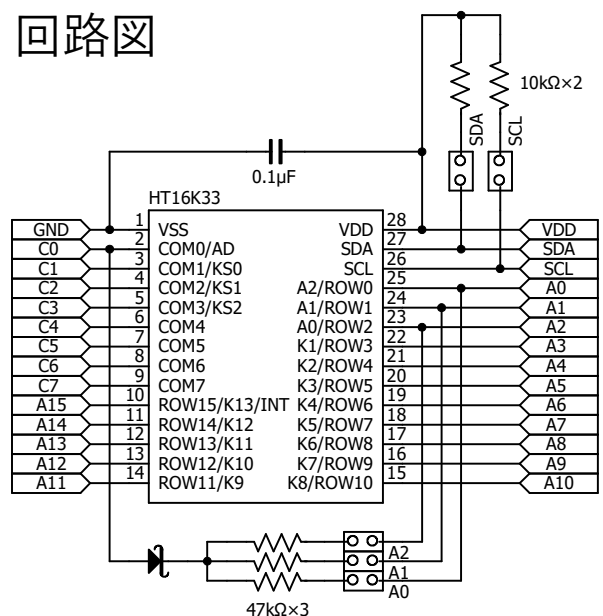 回路図
10kΩ×2
SDA
SCL
0.1µF
HT16K33
GND 1 VSS VDD 28 VDD
C0 2 COM0/AD SDA 27 SDA
C1 3 COM1/KS0 SCL 26 SCL
C2 4 COM2/KS1 A2/ROW0 25 A0
C3 5 COM3/KS2 A1/ROW1 24 A1
C4 6 COM4 A0/ROW2 23 A2
C5 7 COM5 K1/ROW3 22 A3
C6 8 COM6 K2/ROW4 21 A4
C7 9 COM7 K3/ROW5 20 A5
A15 10 ROW15/K13/INT K4/ROW6 19 A6
A14 11 ROW14/K12 K5/ROW7 18 A7
A13 12 ROW13/K11 K6/ROW8 17 A8
A12 13 ROW12/K10 K7/ROW9 16 A9
A11 14 ROW11/K9 K8/ROW10 15 A10
A2
A1
A0
47kΩ×3